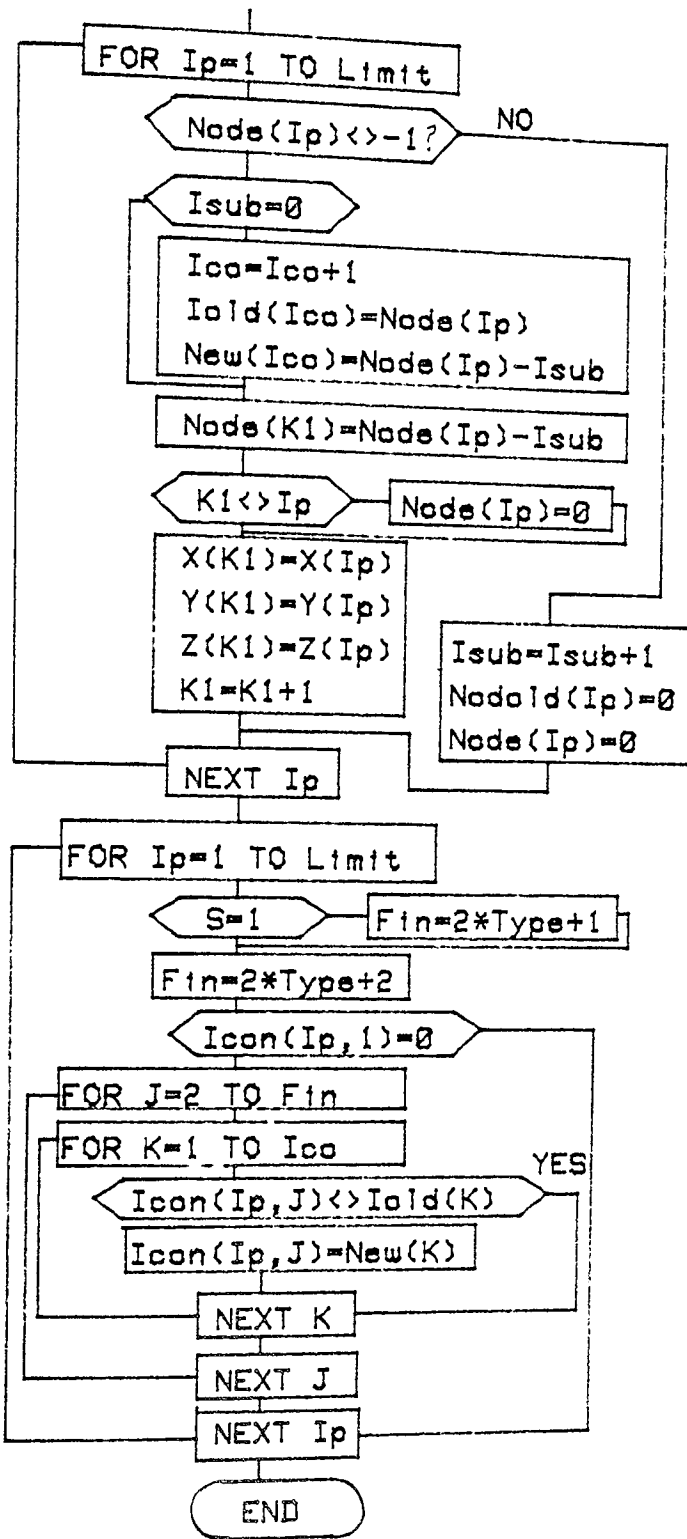 FOR Ip=1 TO Limit
Node(Ip)<>-1?
NO
Isub=0
Ico=Ico+1
Iold(Ico)=Node(Ip)
New(Ico)=Node(Ip)-Isub
Node(K1)=Node(Ip)-Isub
K1<>Ip
Node(Ip)=0
X(K1)=X(Ip)
Y(K1)=Y(Ip)
Z(K1)=Z(Ip)
K1=K1+1
Isub=Isub+1
Nodold(Ip)=0
Node(Ip)=0
NEXT Ip
FOR Ip=1 TO Limit
S=1
Fin=2*Type+1
Fin=2*Type+2
Icon(Ip,1)=0
FOR J=2 TO Fin
FOR K=1 TO Ico
YES
Icon(Ip,J)<>Iold(K)
Icon(Ip,J)=New(K)
NEXT K
NEXT J
NEXT Ip
END